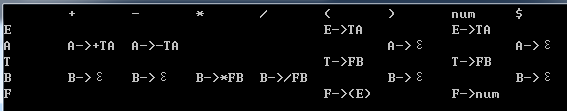 + - * / ( ) num $
E E->TA E->TA
A A->+TA A->-TA A->ε A->ε
T T->FB T->FB
B B->ε B->ε B->*FB B->/FB B->ε B->ε
F F->(E) F->num